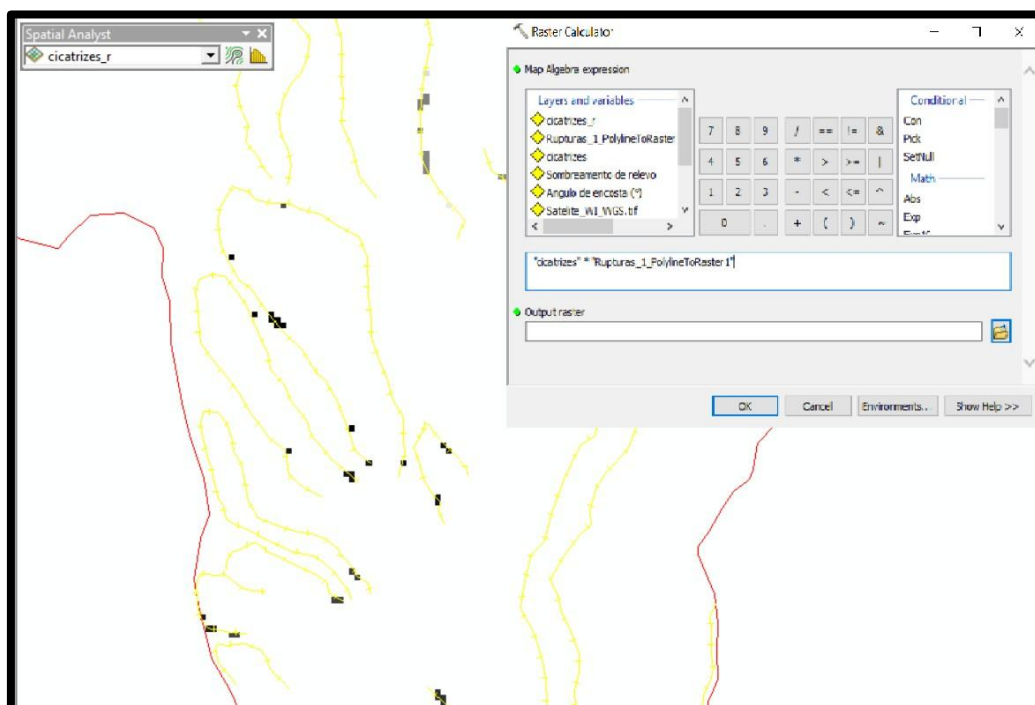 Spatial Analyst
cicatrizes_r
Raster Calculator
Map Algebra expression
Layers and variables
cicatrizes_r
Rupturas_1_PolylineToRaster
cicatrizes
Sombreamento de relevo
Angulo de encosta (°)
Satelite_WI_WGS.tif
7 8 9 / == != &
4 5 6 * > >= |
1 2 3 - < <= ^
0 . + ( ) ~
Conditional
Con
Pick
SetNull
Math
Abs
Exp
"cicatrizes" * "Rupturas_1_PolylineToRaster1"
Output raster
OK Cancel Environments... Show Help >>